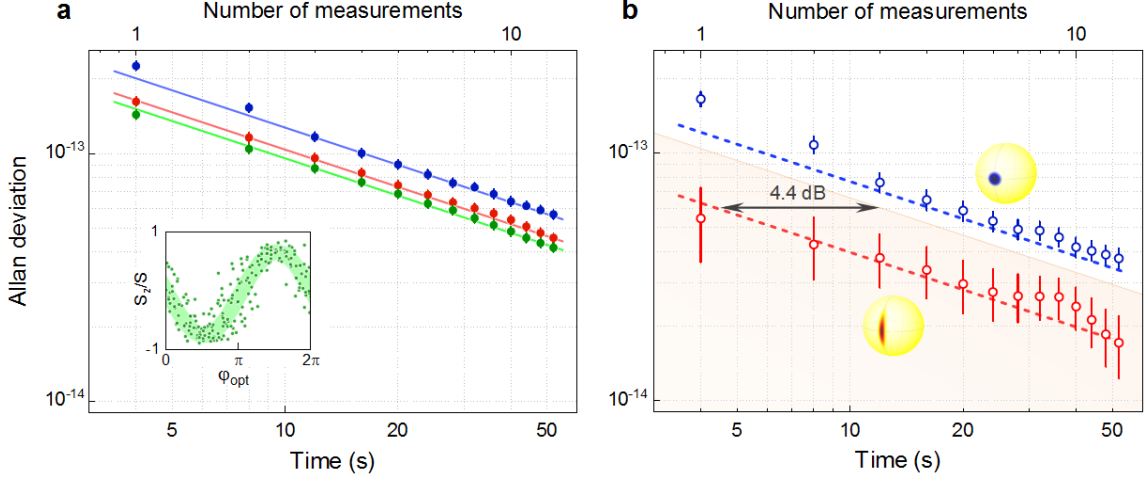 a
Number of measurements
1
10
Allan deviation
10⁻¹³
10⁻¹⁴
1
S_z/S
-1
0
π
2π
φ_opt
5
10
20
50
Time (s)
b
Number of measurements
1
10
10⁻¹³
4.4 dB
10⁻¹⁴
5
10
20
50
Time (s)